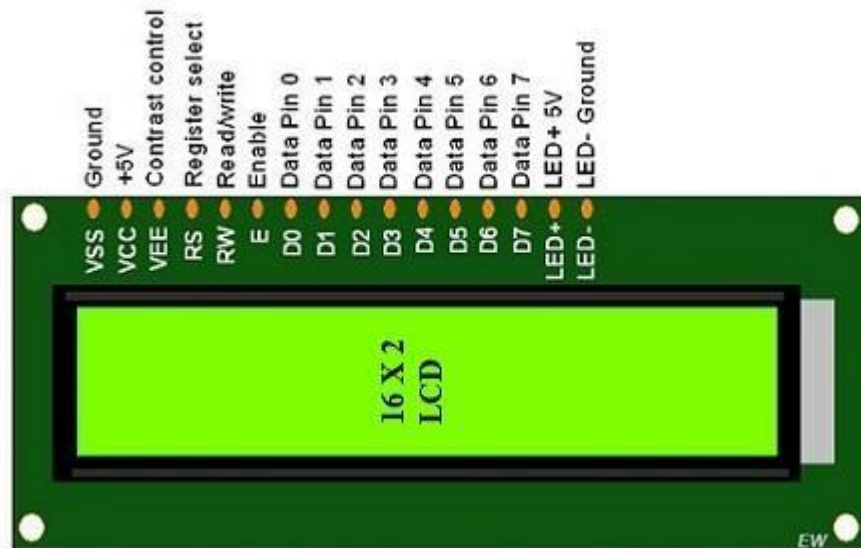 Ground
+5V
Contrast control
Register select
Read/write
Enable
Data Pin 0
Data Pin 1
Data Pin 2
Data Pin 3
Data Pin 4
Data Pin 5
Data Pin 6
Data Pin 7
LED+ 5V
LED- Ground
VSS
VCC
VEE
RS
RW
E
D0
D1
D2
D3
D4
D5
D6
D7
LED+
LED-
16 X 2
LCD
EW